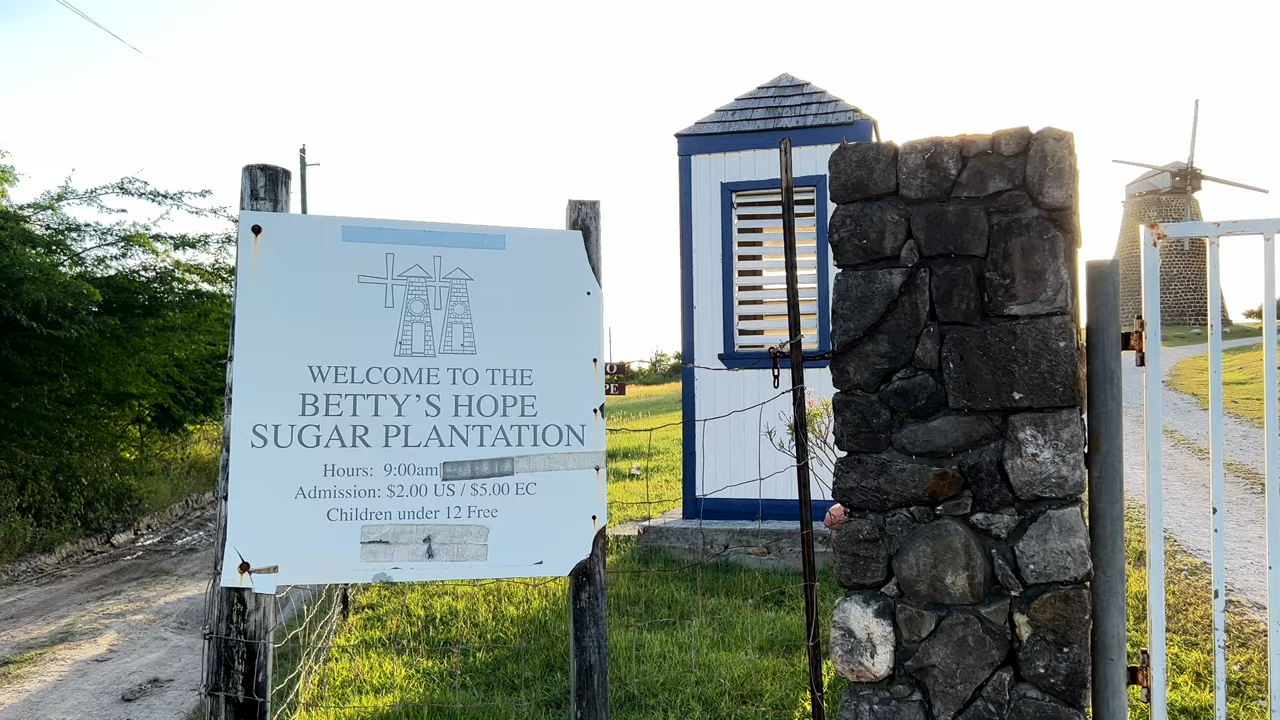 WELCOME TO THE
BETTY'S HOPE
SUGAR PLANTATION
Hours: 9:00am
Admission: $2.00 US / $5.00 EC
Children under 12 Free